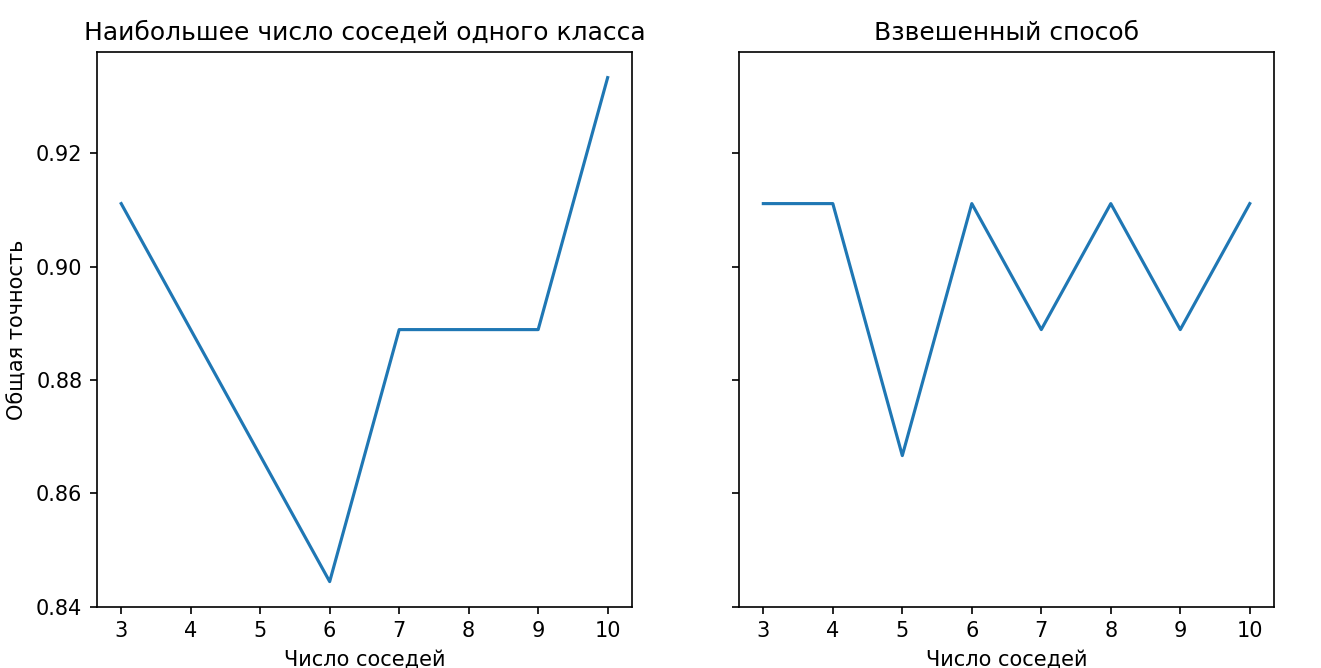 Наибольшее число соседей одного класса
Взвешенный способ
Общая точность
0.92
0.90
0.88
0.86
0.84
3 4 5 6 7 8 9 10
3 4 5 6 7 8 9 10
Число соседей
Число соседей